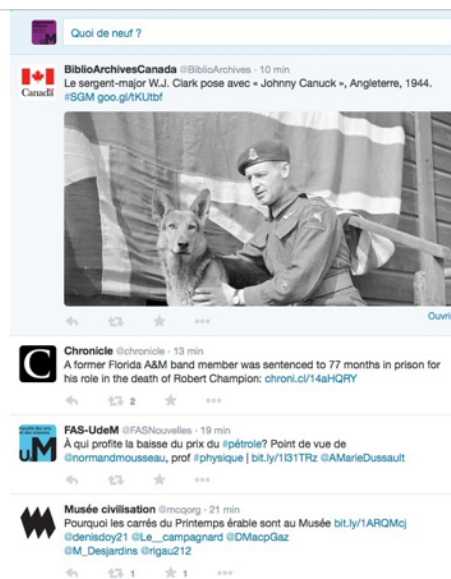 Quoi de neuf ?
BiblioArchivesCanada @BiblioArchives · 10 min
Le sergent-major W.J. Clark pose avec « Johnny Canuck », Angleterre, 1944.
#SGM goo.gl/tKUtbf
Canada
Ouvrir
Chronicle @chronicle · 13 min
A former Florida A&M band member was sentenced to 77 months in prison for
his role in the death of Robert Champion: chroni.cl/14aHQRY
2
FAS-UdeM @FASNouvelles · 19 min
À qui profite la baisse du prix du #pétrole? Point de vue de
@normandmousseau, prof #physique | bit.ly/1I31TRz @AMarieDussault
Musée civilisation @mcqorg · 21 min
Pourquoi les carrés du Printemps érable sont au Musée bit.ly/1ARQMcj
@denisdoy21 @Le__campagnard @DMacpGaz
@M_Desjardins @rigau212
1 1